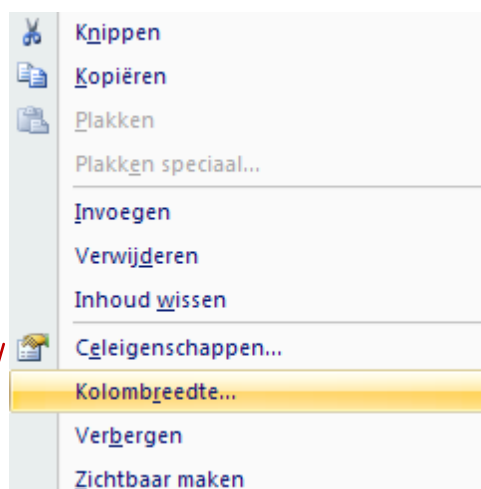 Knippen
Kopiëren
Plakken
Plakken speciaal...
Invoegen
Verwijderen
Inhoud wissen
Celeigenschappen...
Kolombreedte...
Verbergen
Zichtbaar maken